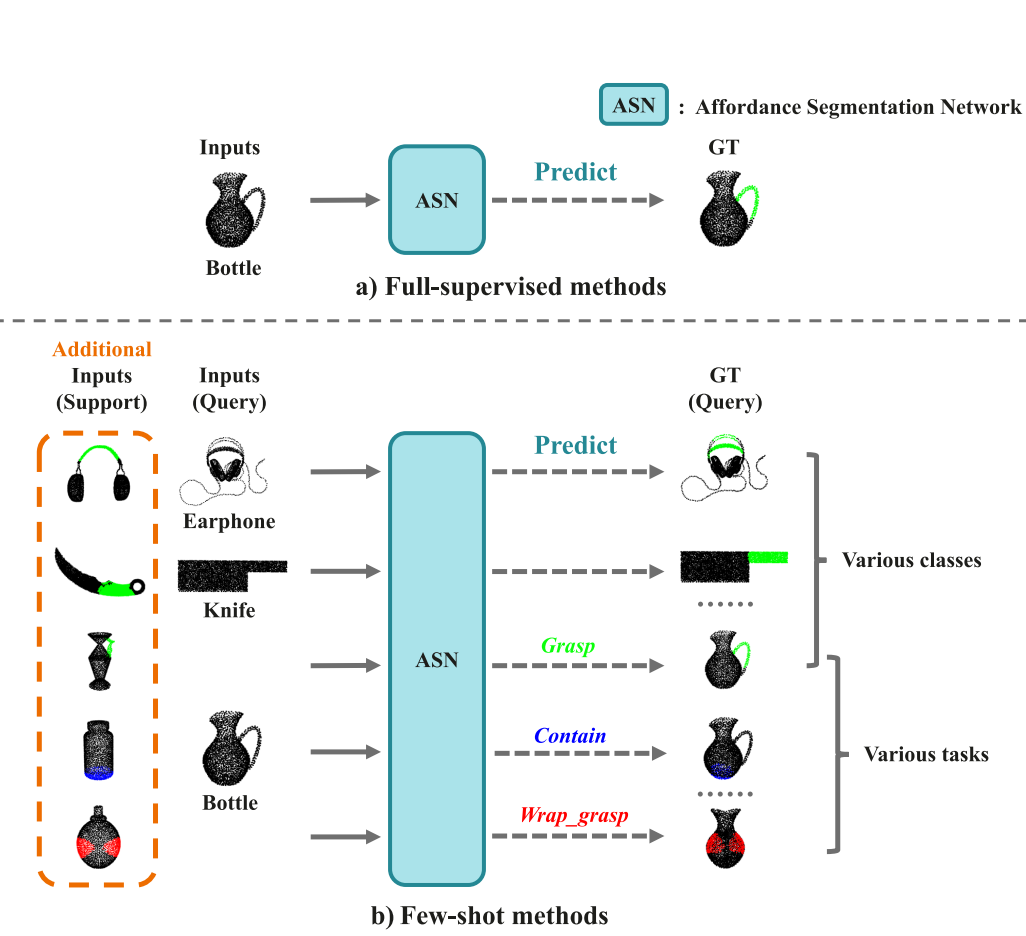 ASN : Affordance Segmentation Network
Inputs
GT
Predict
ASN
Bottle
a) Full-supervised methods
Additional
Inputs
(Support)
Inputs
(Query)
GT
(Query)
Predict
Earphone
Various classes
Knife
Grasp
ASN
Contain
Various tasks
Bottle
Wrap_grasp
b) Few-shot methods